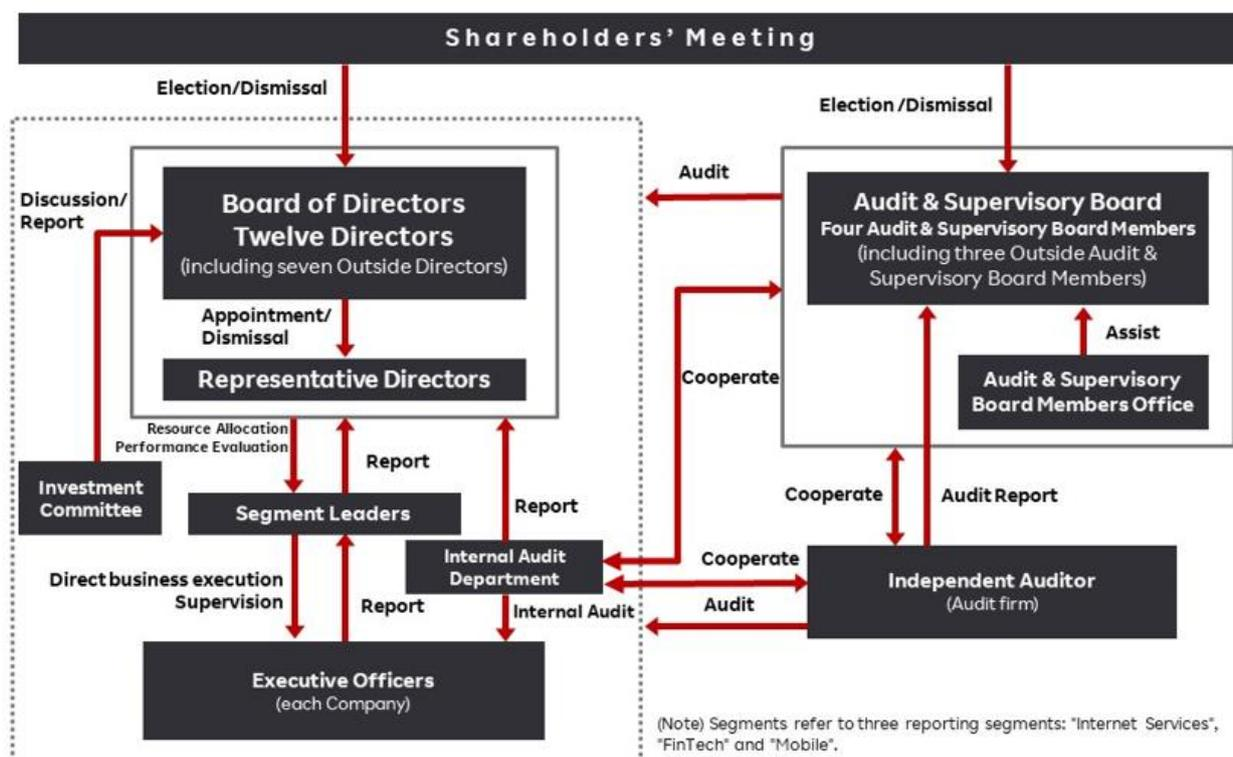 Shareholders’ Meeting
Election/Dismissal
Election /Dismissal
Discussion/
Report
Board of Directors
Twelve Directors
(including seven Outside Directors)
Audit
Audit & Supervisory Board
Four Audit & Supervisory Board Members
(including three Outside Audit &
Supervisory Board Members)
Appointment/
Dismissal
Assist
Representative Directors
Cooperate
Audit & Supervisory
Board Members Office
Resource Allocation
Performance Evaluation
Report
Investment
Committee
Segment Leaders
Report
Cooperate
Audit Report
Internal Audit
Department
Cooperate
Independent Auditor
(Audit firm)
Direct business execution
Supervision
Report
Internal Audit
Audit
Executive Officers
(each Company)
(Note) Segments refer to three reporting segments: "Internet Services",
"FinTech" and "Mobile".